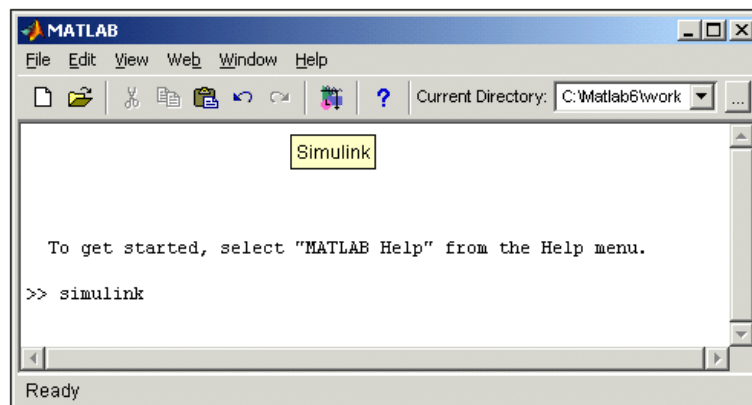 MATLAB
File Edit View Web Window Help
? Current Directory: C:\Matlab6\work ...
Simulink
To get started, select "MATLAB Help" from the Help menu.
>> simulink
Ready